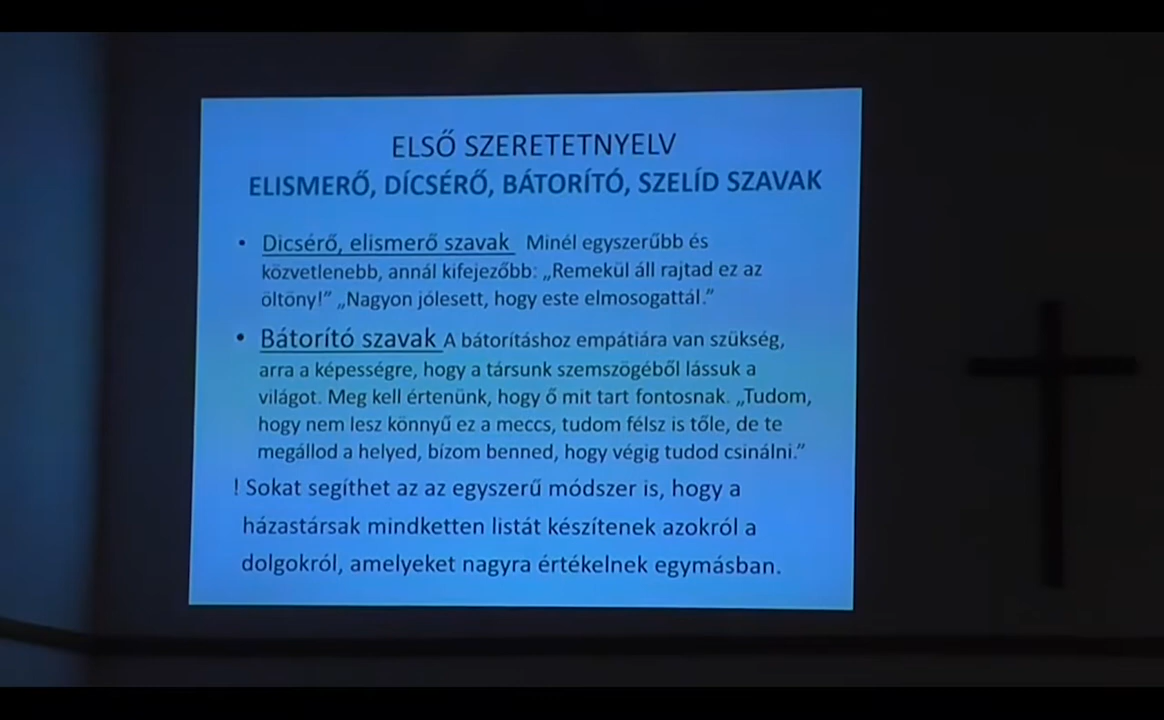 ELSŐ SZERETETNYELV
ELISMERŐ, DÍCSÉRŐ, BÁTORÍTÓ, SZELÍD SZAVAK
• Dicsérő, elismerő szavak Minél egyszerűbb és
közvetlenebb, annál kifejezőbb: „Remekül áll rajtad ez az
öltöny!” „Nagyon jólesett, hogy este elmosogattál.”
• Bátorító szavak A bátorításhoz empátiára van szükség,
arra a képességre, hogy a társunk szemszögéből lássuk a
világot. Meg kell értenünk, hogy ő mit tart fontosnak. „Tudom,
hogy nem lesz könnyű ez a meccs, tudom félsz is tőle, de te
megállod a helyed, bízom benned, hogy végig tudod csinálni.”
! Sokat segíthet az az egyszerű módszer is, hogy a
házastársak mindketten listát készítenek azokról a
dolgokról, amelyeket nagyra értékelnek egymásban.